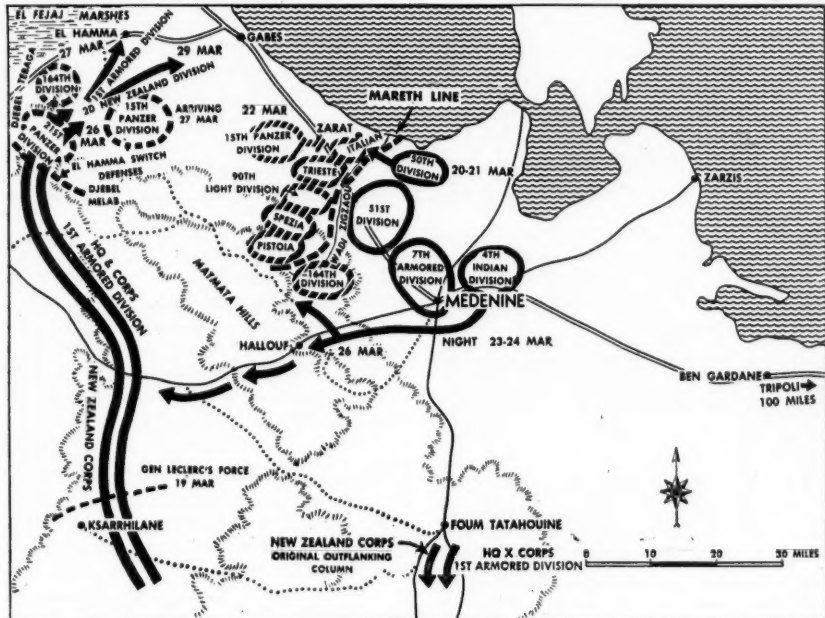 EL FEJAJ - MARSHES
EL HAMMA
27
MAR
1ST ARMORED DIVISION
29 MAR
2D NEW ZEALAND DIVISION
GABES
DJEBEL TEBAGA
164TH
DIVISION
15TH
PANZER
DIVISION
ARRIVING
27 MAR
21ST
PANZER
DIVISION
26
MAR
EL HAMMA SWITCH
DEFENSES
DJEBEL
MELAB
MARETH LINE
22 MAR
15TH PANZER
DIVISION
ZARAT
ITALIAN
TRIESTE
90TH
LIGHT DIVISION
SPEZIA
PISTOIA
164TH
DIVISION
WADI ZIGZAOU
50TH
DIVISION
20-21 MAR
51ST
DIVISION
7TH
ARMORED
DIVISION
4TH
INDIAN
DIVISION
MEDENINE
ZARZIS
MATMATA HILLS
HALLOUF
26 MAR
NIGHT 23-24 MAR
BEN GARDANE
TRIPOLI
100 MILES
HQ X CORPS
1ST ARMORED DIVISION
NEW ZEALAND CORPS
GEN LECLERC'S FORCE
19 MAR
KSARRHILANE
FOUM TATAHOUINE
NEW ZEALAND CORPS
ORIGINAL OUTFLANKING
COLUMN
HQ X CORPS
1ST ARMORED DIVISION
0 10 20 30 MILES